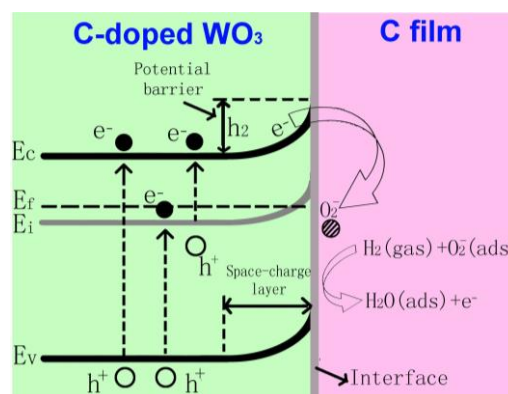 C-doped WO₃
C film
Potential
barrier
h2
e-
e-
e-
e-
Ec
Ef
Ei
O₂⁻
h⁺
H₂(gas)+O₂⁻(ads
Space-charge
layer
H₂O(ads)+e-
Ev
h⁺
h⁺
Interface